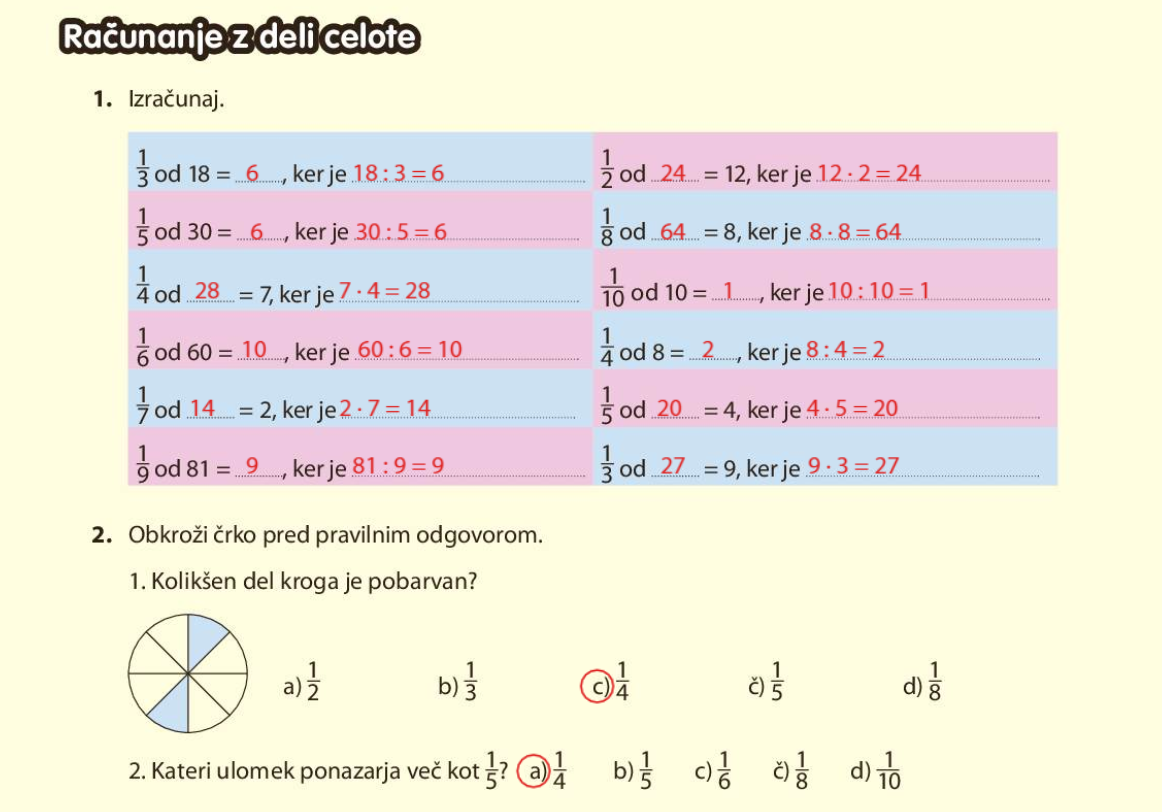 Računanje z deli celote
1. Izračunaj.
1/3 od 18 = 6, ker je 18 : 3 = 6
1/2 od 24 = 12, ker je 12 · 2 = 24
1/5 od 30 = 6, ker je 30 : 5 = 6
1/8 od 64 = 8, ker je 8 · 8 = 64
1/4 od 28 = 7, ker je 7 · 4 = 28
1/10 od 10 = 1, ker je 10 : 10 = 1
1/6 od 60 = 10, ker je 60 : 6 = 10
1/4 od 8 = 2, ker je 8 : 4 = 2
1/7 od 14 = 2, ker je 2 · 7 = 14
1/5 od 20 = 4, ker je 4 · 5 = 20
1/9 od 81 = 9, ker je 81 : 9 = 9
1/3 od 27 = 9, ker je 9 · 3 = 27
2. Obkroži črko pred pravilnim odgovorom.
1. Kolikšen del kroga je pobarvan?
a) 1/2 b) 1/3 c) 1/4 č) 1/5 d) 1/8
2. Kateri ulomek ponazarja več kot 1/5? a) 1/4 b) 1/5 c) 1/6 č) 1/8 d) 1/10